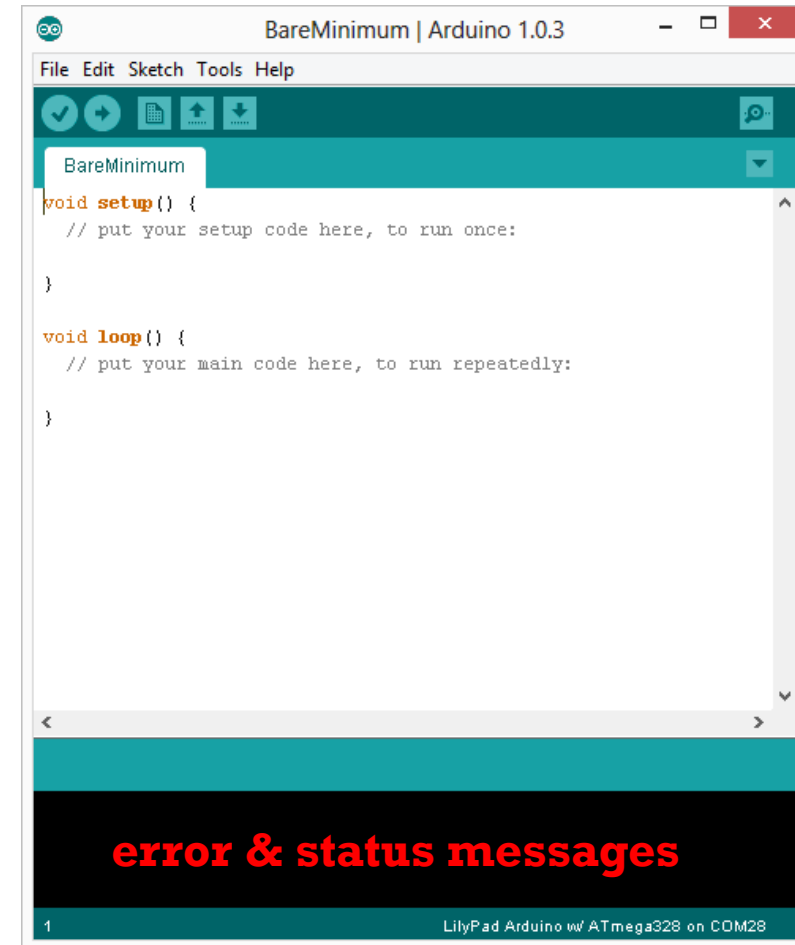 BareMinimum | Arduino 1.0.3
File Edit Sketch Tools Help
BareMinimum
void setup() {
  // put your setup code here, to run once:
}
void loop() {
  // put your main code here, to run repeatedly:
}
error & status messages
1 LilyPad Arduino w/ ATmega328 on COM28